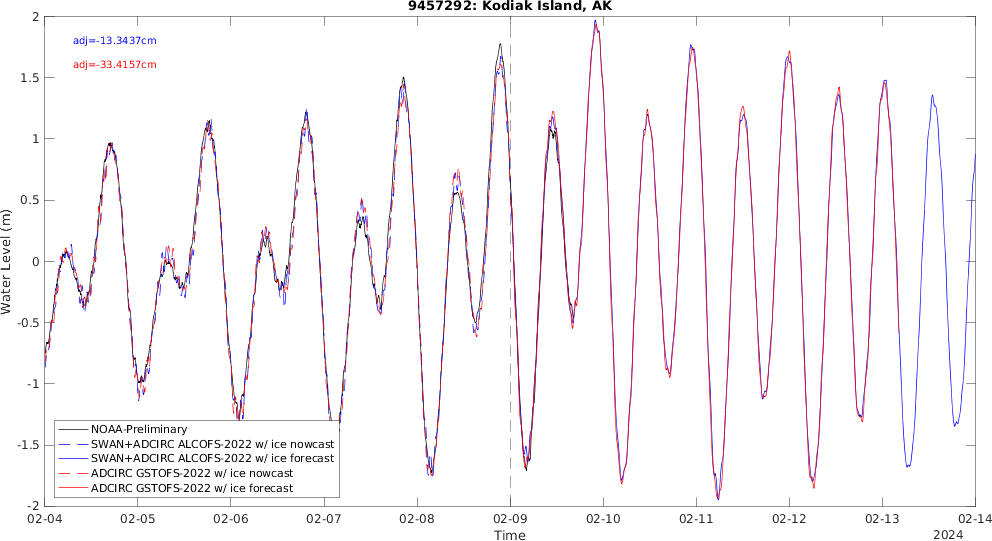 9457292: Kodiak Island, AK
adj=-13.3437cm
adj=-33.4157cm
Water Level (m)
2
1.5
1
0.5
0
-0.5
-1
-1.5
-2
NOAA-Preliminary
SWAN+ADCIRC ALCOFS-2022 w/ ice nowcast
SWAN+ADCIRC ALCOFS-2022 w/ ice forecast
ADCIRC GSTOFS-2022 w/ ice nowcast
ADCIRC GSTOFS-2022 w/ ice forecast
02-04 02-05 02-06 02-07 02-08 02-09 02-10 02-11 02-12 02-13 02-14
Time
2024